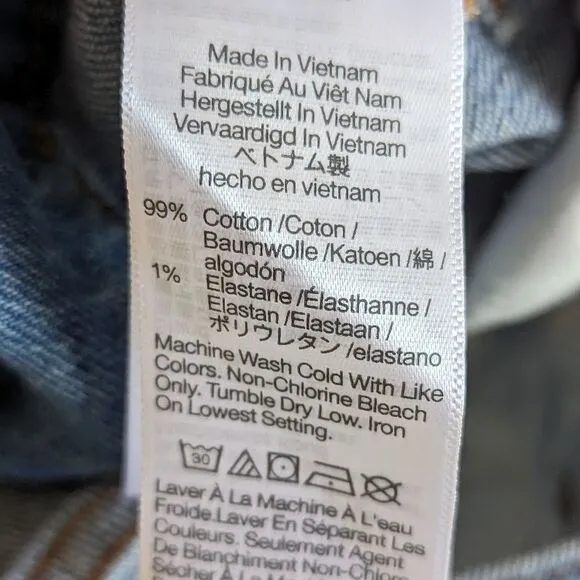 Made In Vietnam
Fabriqué Au Viêt Nam
Hergestellt In Vietnam
Vervaardigd In Vietnam
ベトナム製
hecho en vietnam
99% Cotton /Coton /
Baumwolle /Katoen /綿 /
algodón
1% Elastane /Élasthanne /
Elastan /Elastaan /
ポリウレタン /elastano
Machine Wash Cold With Like
Colors. Non-Chlorine Bleach
Only. Tumble Dry Low. Iron
On Lowest Setting.
30
Laver À La Machine À L'eau
Froide.Laver En Séparant Les
Couleurs. Seulement Agent
De Blanchiment Non-Chlor
Sécher À La M